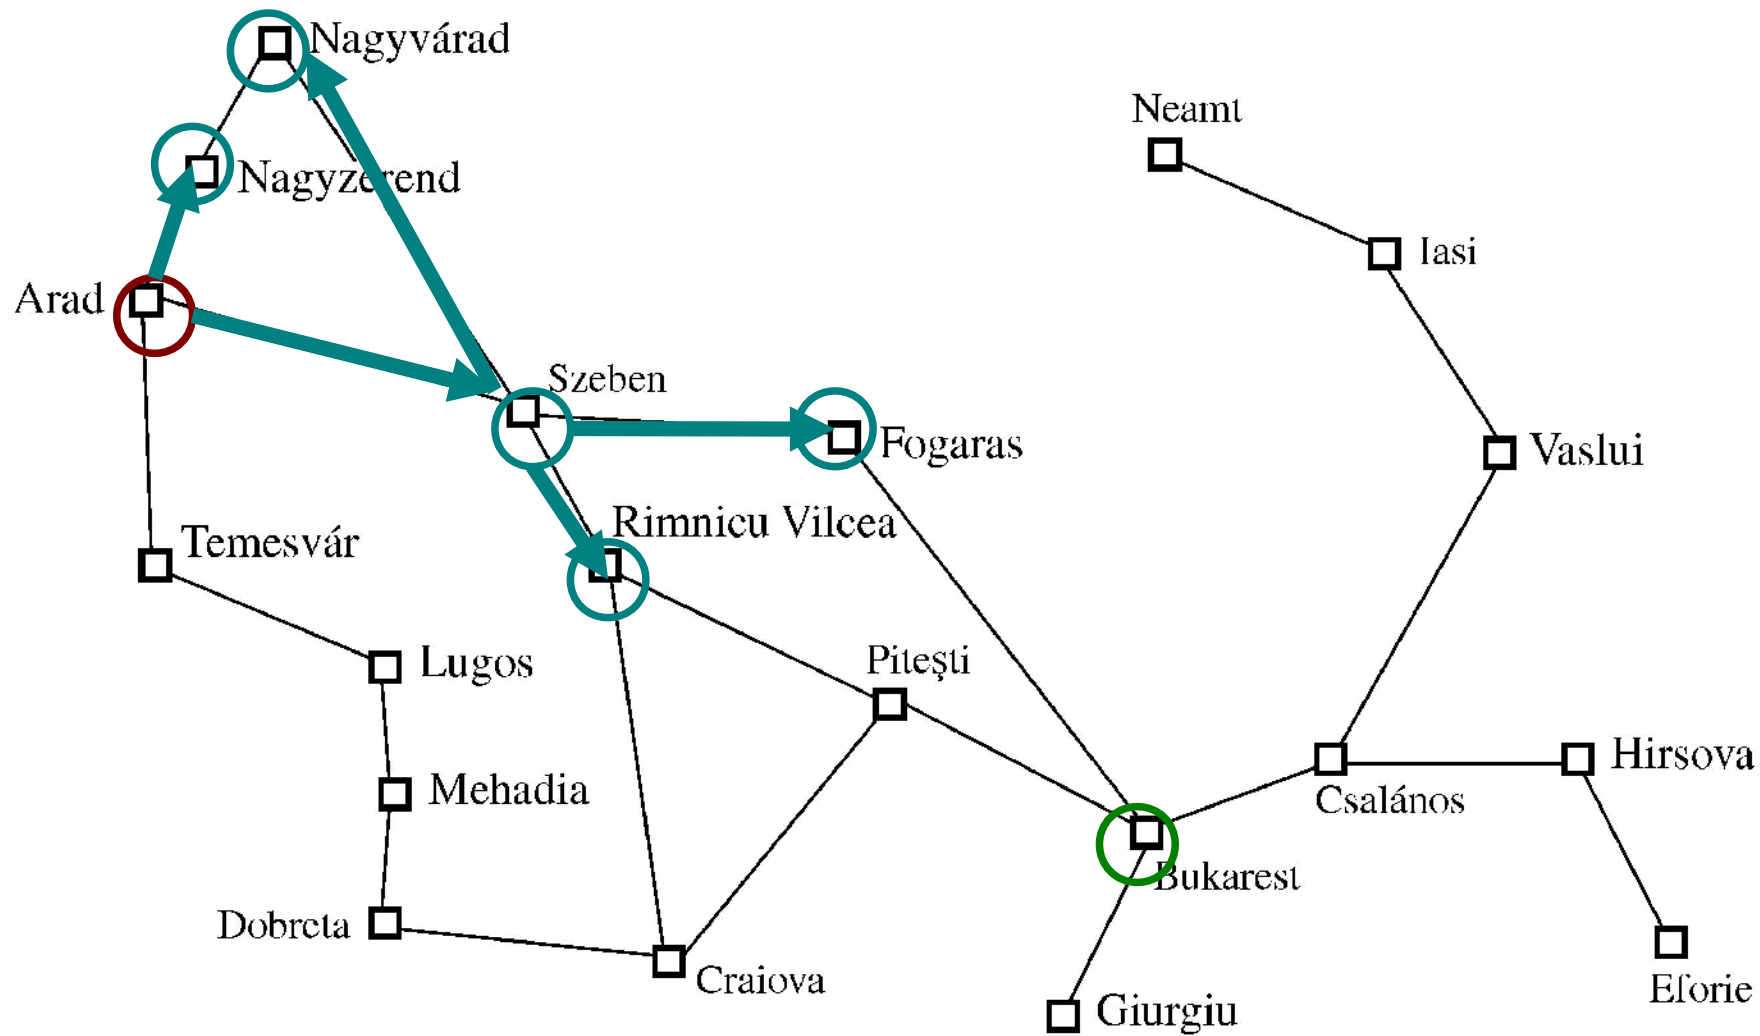 Nagyvárad
Neamt
Nagyzerend
Iasi
Arad
Szeben
Fogaras
Vaslui
Rimnicu Vilcea
Temesvár
Lugos
Piteşti
Hirsova
Mehadia
Csalános
Bukarest
Dobreta
Craiova
Eforie
Giurgiu